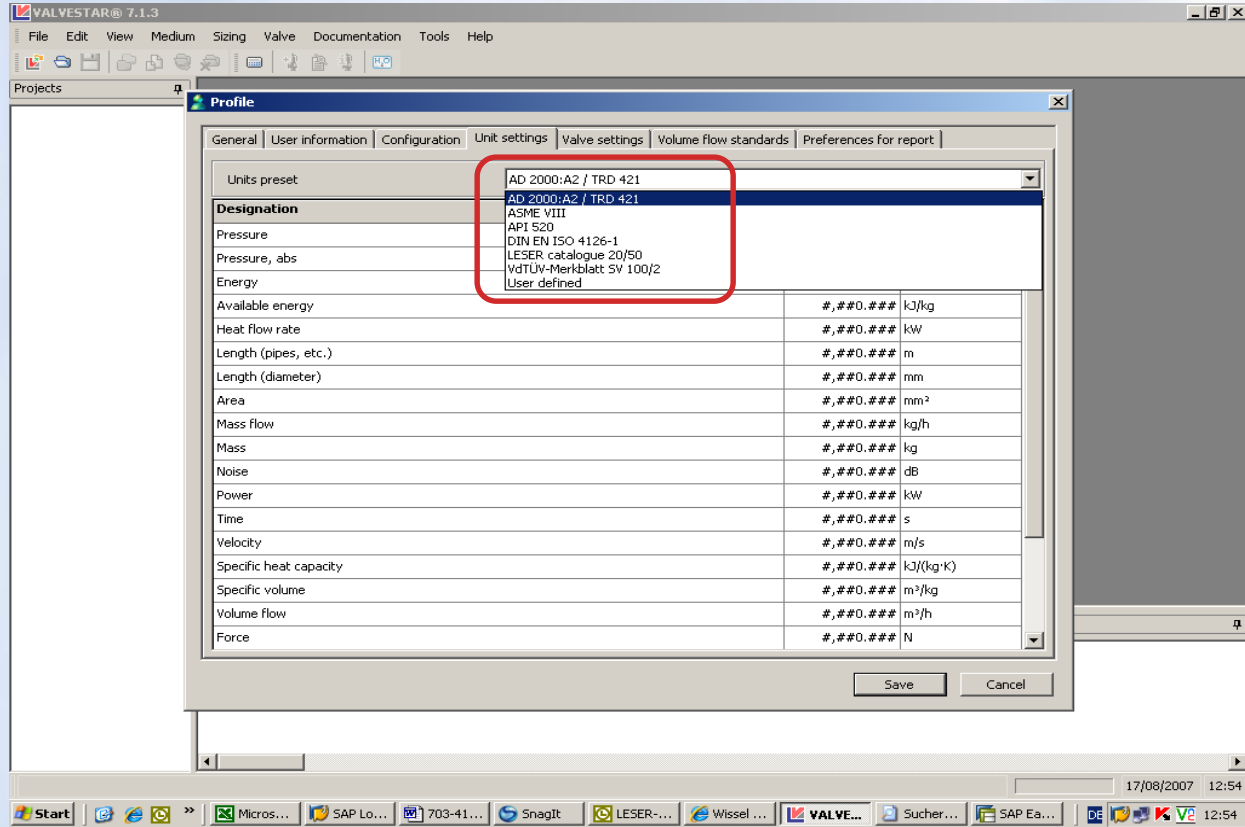 VALVESTAR® 7.1.3
File Edit View Medium Sizing Valve Documentation Tools Help
Projects
Profile
General User information Configuration Unit settings Valve settings Volume flow standards Preferences for report
Units preset AD 2000:A2 / TRD 421
AD 2000:A2 / TRD 421
ASME VIII
API 520
DIN EN ISO 4126-1
LESER catalogue 20/50
VdTÜV-Merkblatt SV 100/2
User defined
Designation
Pressure
Pressure, abs
Energy
Available energy #,##0.### kJ/kg
Heat flow rate #,##0.### kW
Length (pipes, etc.) #,##0.### m
Length (diameter) #,##0.### mm
Area #,##0.### mm²
Mass flow #,##0.### kg/h
Mass #,##0.### kg
Noise #,##0.### dB
Power #,##0.### kW
Time #,##0.### s
Velocity #,##0.### m/s
Specific heat capacity #,##0.### kJ/(kg·K)
Specific volume #,##0.### m³/kg
Volume flow #,##0.### m³/h
Force #,##0.### N
Save Cancel
17/08/2007 12:54
Start » Micros... SAP Lo... 703-41... SnagIt LESER-... Wissel ... VALVE... Sucher... SAP Ea... DE 12:54